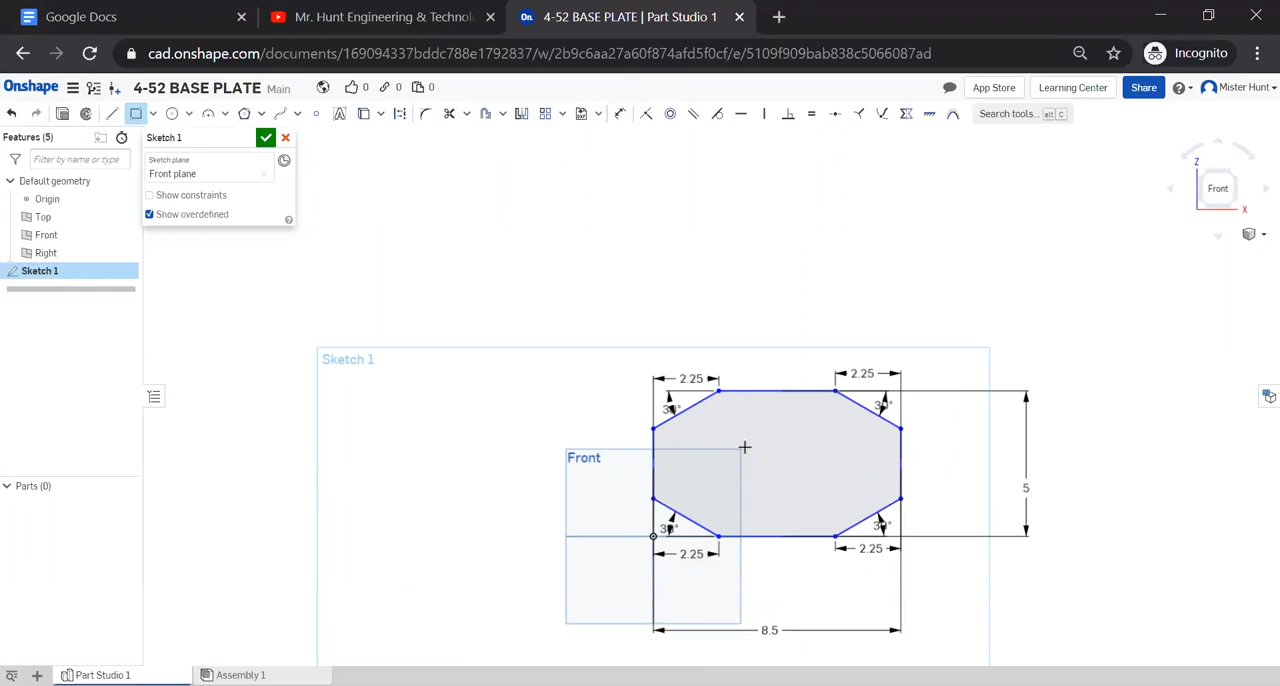 Google Docs
Mr. Hunt Engineering & Technol
On 4-52 BASE PLATE | Part Studio 1
cad.onshape.com/documents/169094337bddc788e1792837/w/2b9c6aa27a60f874afd5f0cf/e/5109f909bab838c5066087ad
Incognito
Onshape
4-52 BASE PLATE Main
0
0
0
App Store
Learning Center
Share
Mister Hunt
Search tools... alt C
Features (5)
Filter by name or type
Default geometry
Origin
Top
Front
Right
Sketch 1
Parts (0)
Sketch 1
Sketch plane
Front plane
Show constraints
Show overdefined
Z
Front
X
Sketch 1
2.25
2.25
Front
5
2.25
2.25
8.5
Part Studio 1
Assembly 1